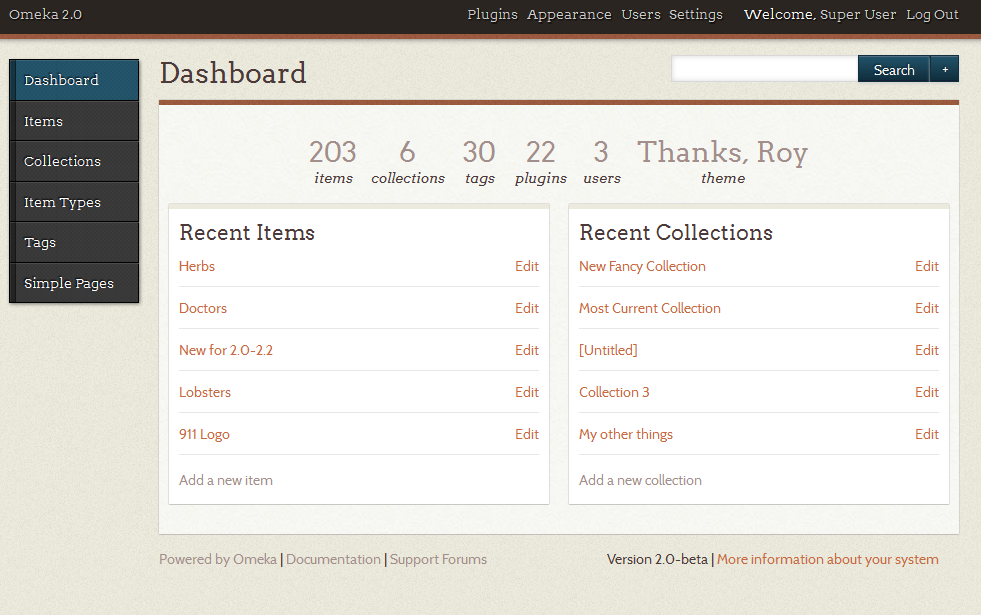 Omeka 2.0
Plugins Appearance Users Settings Welcome, Super User Log Out
Dashboard
Items
Collections
Item Types
Tags
Simple Pages
Dashboard
Search +
203 6 30 22 3 Thanks, Roy
items collections tags plugins users theme
Recent Items
Herbs Edit
Doctors Edit
New for 2.0-2.2 Edit
Lobsters Edit
911 Logo Edit
Add a new item
Recent Collections
New Fancy Collection Edit
Most Current Collection Edit
[Untitled] Edit
Collection 3 Edit
My other things Edit
Add a new collection
Powered by Omeka | Documentation | Support Forums
Version 2.0-beta | More information about your system